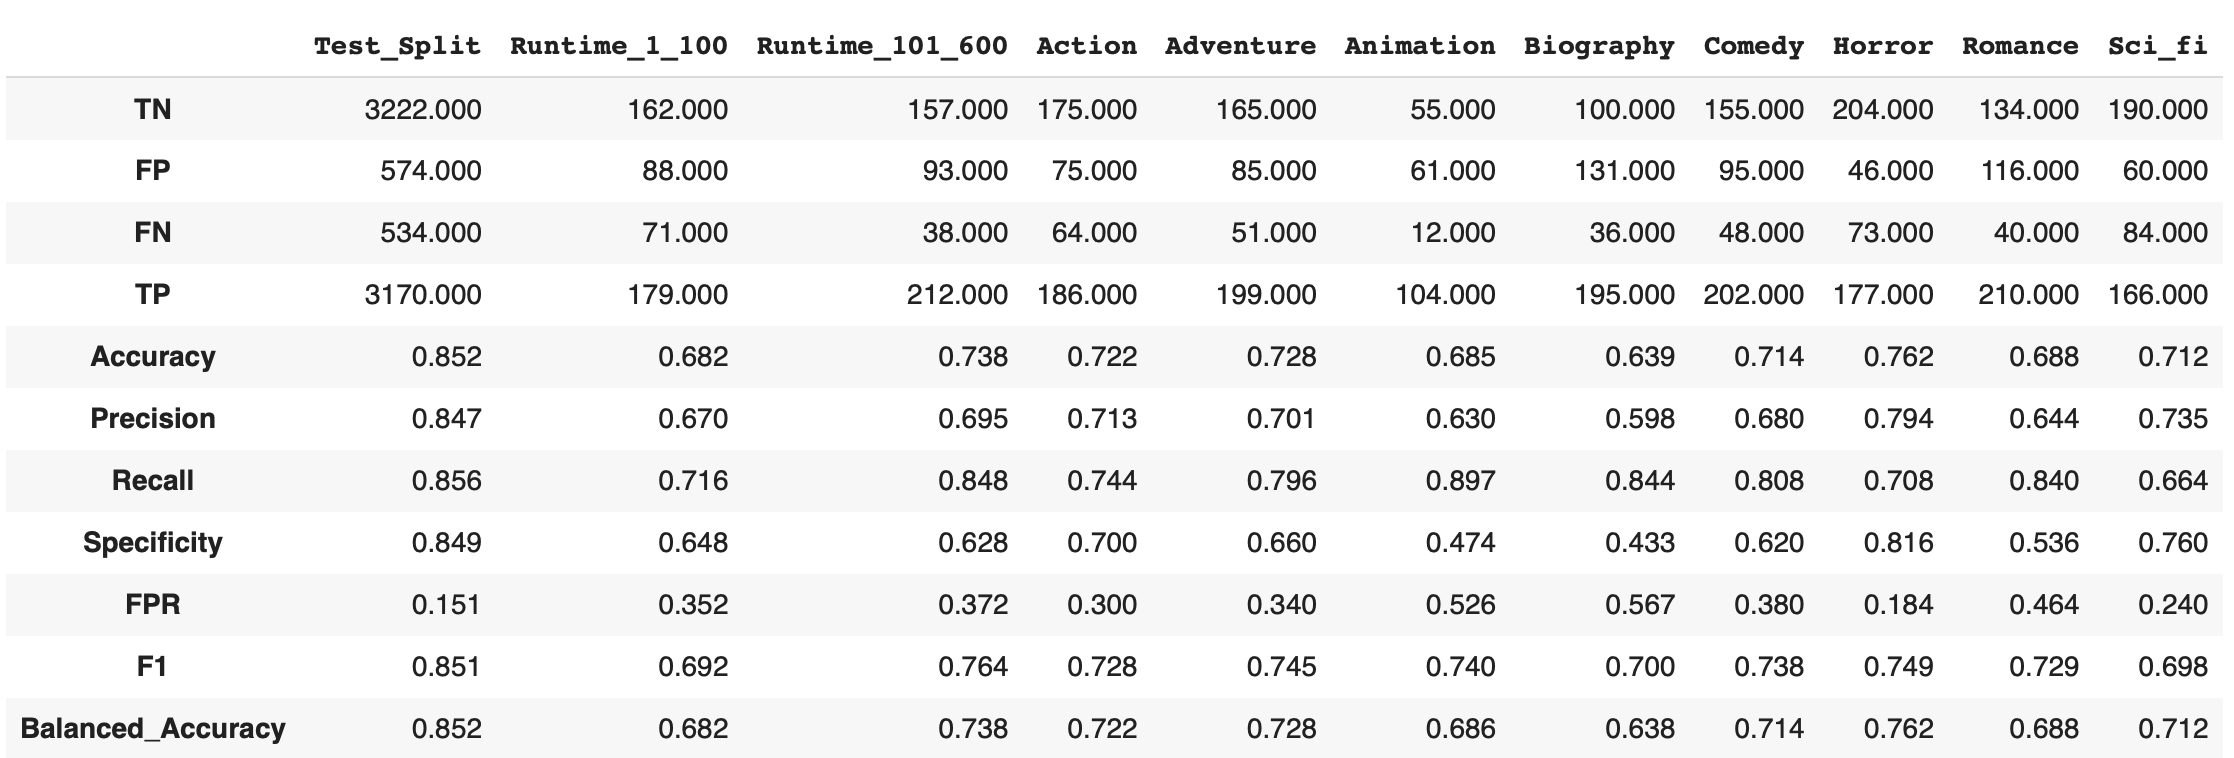 Test_Split Runtime_1_100 Runtime_101_600 Action Adventure Animation Biography Comedy Horror Romance Sci_fi
TN 3222.000 162.000 157.000 175.000 165.000 55.000 100.000 155.000 204.000 134.000 190.000
FP 574.000 88.000 93.000 75.000 85.000 61.000 131.000 95.000 46.000 116.000 60.000
FN 534.000 71.000 38.000 64.000 51.000 12.000 36.000 48.000 73.000 40.000 84.000
TP 3170.000 179.000 212.000 186.000 199.000 104.000 195.000 202.000 177.000 210.000 166.000
Accuracy 0.852 0.682 0.738 0.722 0.728 0.685 0.639 0.714 0.762 0.688 0.712
Precision 0.847 0.670 0.695 0.713 0.701 0.630 0.598 0.680 0.794 0.644 0.735
Recall 0.856 0.716 0.848 0.744 0.796 0.897 0.844 0.808 0.708 0.840 0.664
Specificity 0.849 0.648 0.628 0.700 0.660 0.474 0.433 0.620 0.816 0.536 0.760
FPR 0.151 0.352 0.372 0.300 0.340 0.526 0.567 0.380 0.184 0.464 0.240
F1 0.851 0.692 0.764 0.728 0.745 0.740 0.700 0.738 0.749 0.729 0.698
Balanced_Accuracy 0.852 0.682 0.738 0.722 0.728 0.686 0.638 0.714 0.762 0.688 0.712